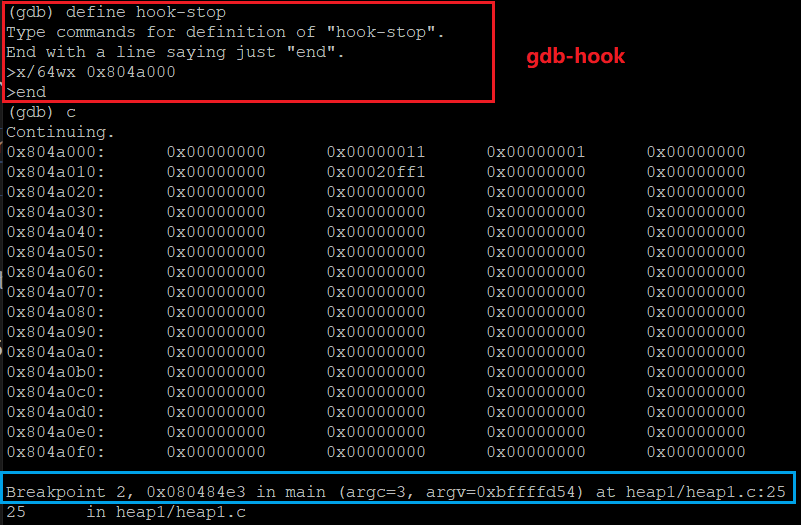 (gdb) define hook-stop
Type commands for definition of "hook-stop".
End with a line saying just "end".
>x/64wx 0x804a000
>end
gdb-hook
(gdb) c
Continuing.
0x804a000: 0x00000000 0x00000011 0x00000001 0x00000000
0x804a010: 0x00000000 0x00020ff1 0x00000000 0x00000000
0x804a020: 0x00000000 0x00000000 0x00000000 0x00000000
0x804a030: 0x00000000 0x00000000 0x00000000 0x00000000
0x804a040: 0x00000000 0x00000000 0x00000000 0x00000000
0x804a050: 0x00000000 0x00000000 0x00000000 0x00000000
0x804a060: 0x00000000 0x00000000 0x00000000 0x00000000
0x804a070: 0x00000000 0x00000000 0x00000000 0x00000000
0x804a080: 0x00000000 0x00000000 0x00000000 0x00000000
0x804a090: 0x00000000 0x00000000 0x00000000 0x00000000
0x804a0a0: 0x00000000 0x00000000 0x00000000 0x00000000
0x804a0b0: 0x00000000 0x00000000 0x00000000 0x00000000
0x804a0c0: 0x00000000 0x00000000 0x00000000 0x00000000
0x804a0d0: 0x00000000 0x00000000 0x00000000 0x00000000
0x804a0e0: 0x00000000 0x00000000 0x00000000 0x00000000
0x804a0f0: 0x00000000 0x00000000 0x00000000 0x00000000
Breakpoint 2, 0x080484e3 in main (argc=3, argv=0xbffffd54) at heap1/heap1.c:25
25 in heap1/heap1.c